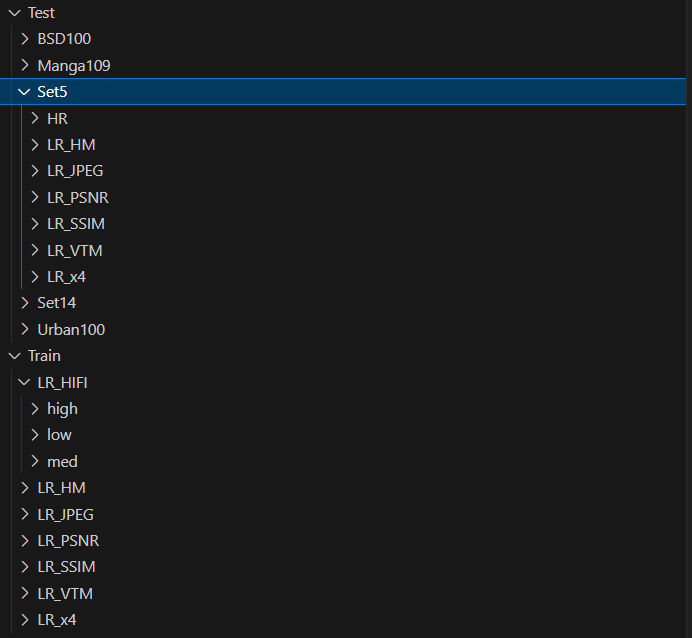 Test
BSD100
Manga109
Set5
HR
LR_HM
LR_JPEG
LR_PSNR
LR_SSIM
LR_VTM
LR_x4
Set14
Urban100
Train
LR_HIFI
high
low
med
LR_HM
LR_JPEG
LR_PSNR
LR_SSIM
LR_VTM
LR_x4